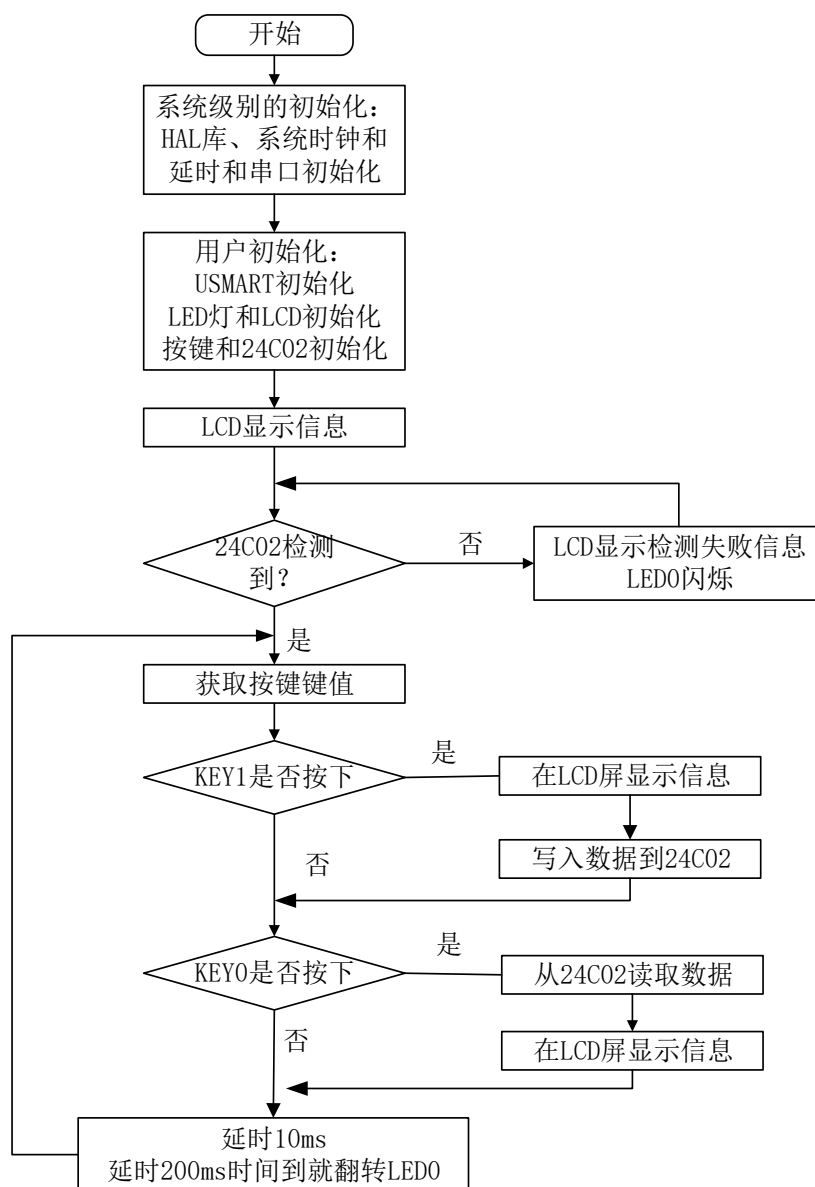 开始
系统级别的初始化:
HAL库、系统时钟和
延时和串口初始化
用户初始化:
USMART初始化
LED灯和LCD初始化
按键和24C02初始化
LCD显示信息
24C02检测
到?
否
LCD显示检测失败信息
LED0闪烁
是
获取按键键值
KEY1是否按下
是
在LCD屏显示信息
写入数据到24C02
否
KEY0是否按下
是
从24C02读取数据
在LCD屏显示信息
否
延时10ms
延时200ms时间到就翻转LED0